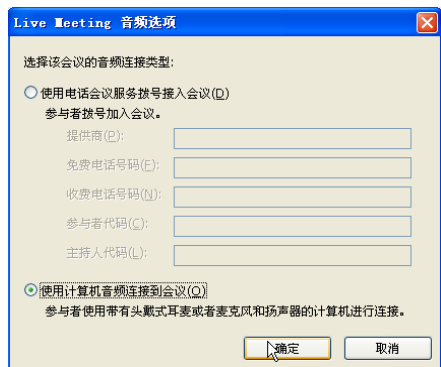 Live Meeting 音频选项
选择该会议的音频连接类型:
使用电话会议服务拨号接入会议(D)
参与者拨号加入会议。
提供商(P):
免费电话号码(F):
收费电话号码(N):
参与者代码(C):
主持人代码(L):
使用计算机音频连接到会议(O)
参与者使用带有头戴式耳麦或者麦克风和扬声器的计算机进行连接。
确定 取消